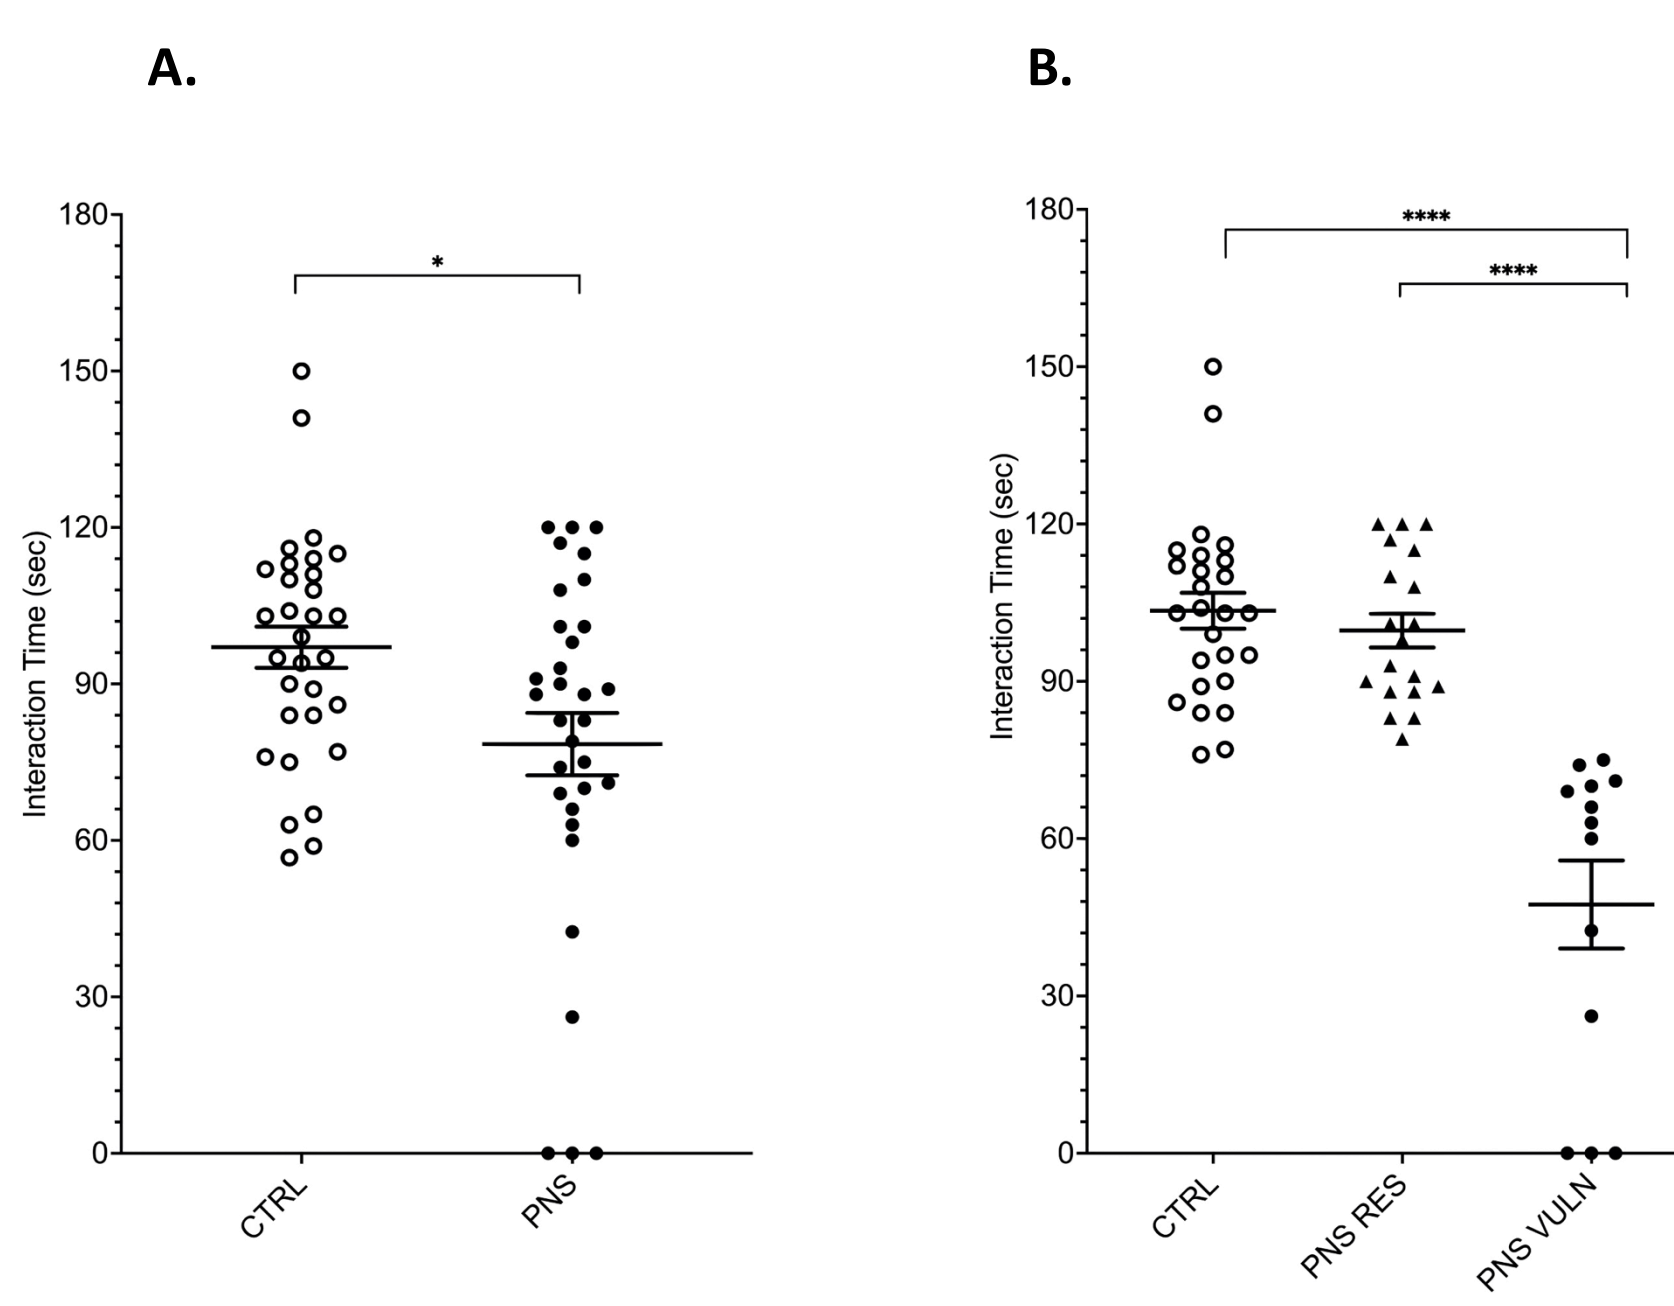 A.
B.
Interaction Time (sec)
180
150
120
90
60
30
0
*
CTRL
PNS
Interaction Time (sec)
180
150
120
90
60
30
0
****
****
CTRL
PNS RES
PNS VULN